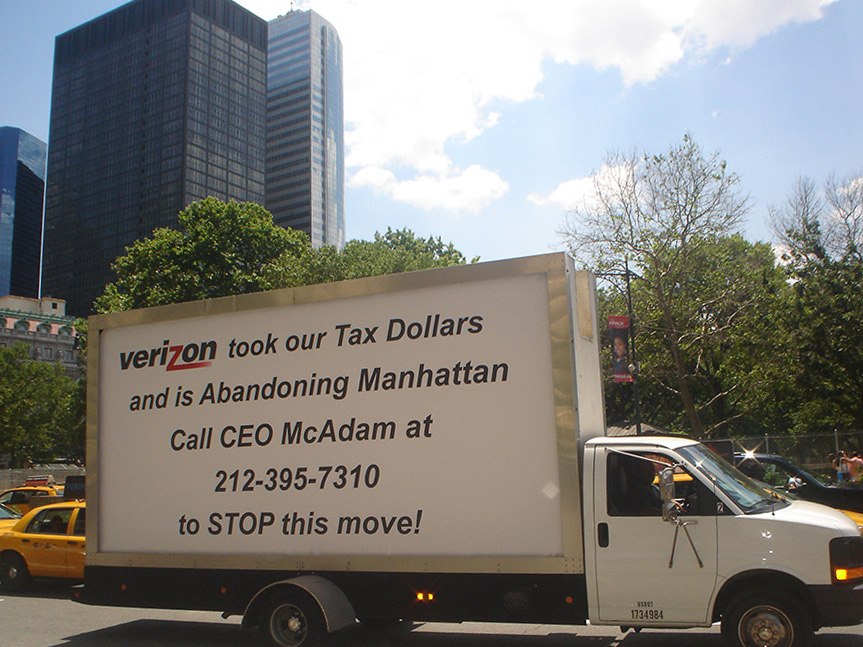 verizon took our Tax Dollars
and is Abandoning Manhattan
Call CEO McAdam at
212-395-7310
to STOP this move!
USDOT
1734984